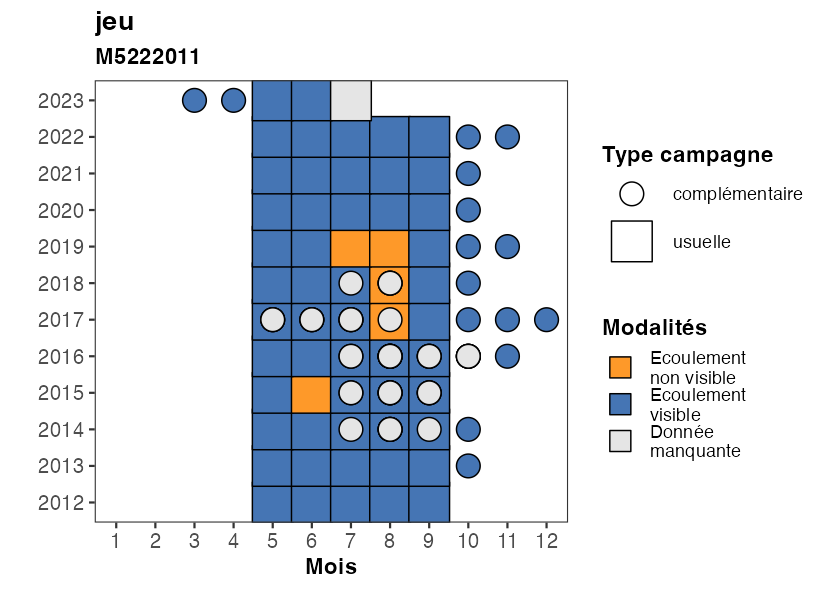 jeu
M5222011
2023
2022
2021
2020
2019
2018
2017
2016
2015
2014
2013
2012
1 2 3 4 5 6 7 8 9 10 11 12
Mois
Type campagne
complémentaire
usuelle
Modalités
Ecoulement
non visible
Ecoulement
visible
Donnée
manquante